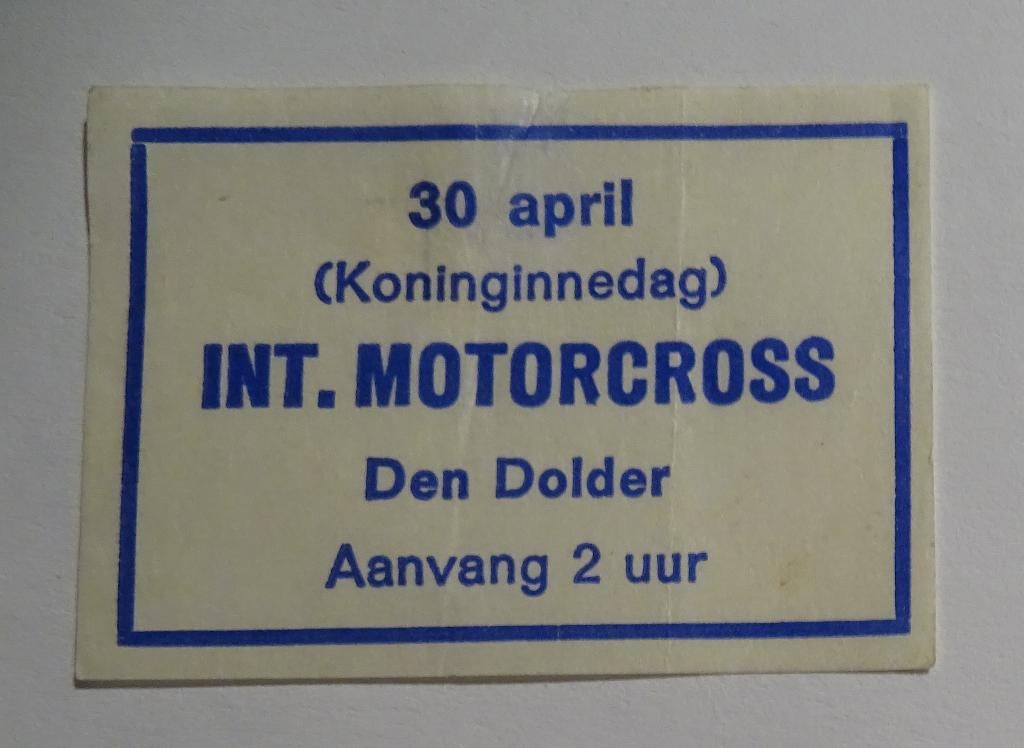 30 april
(Koninginnedag)
INT. MOTORCROSS
Den Dolder
Aanvang 2 uur